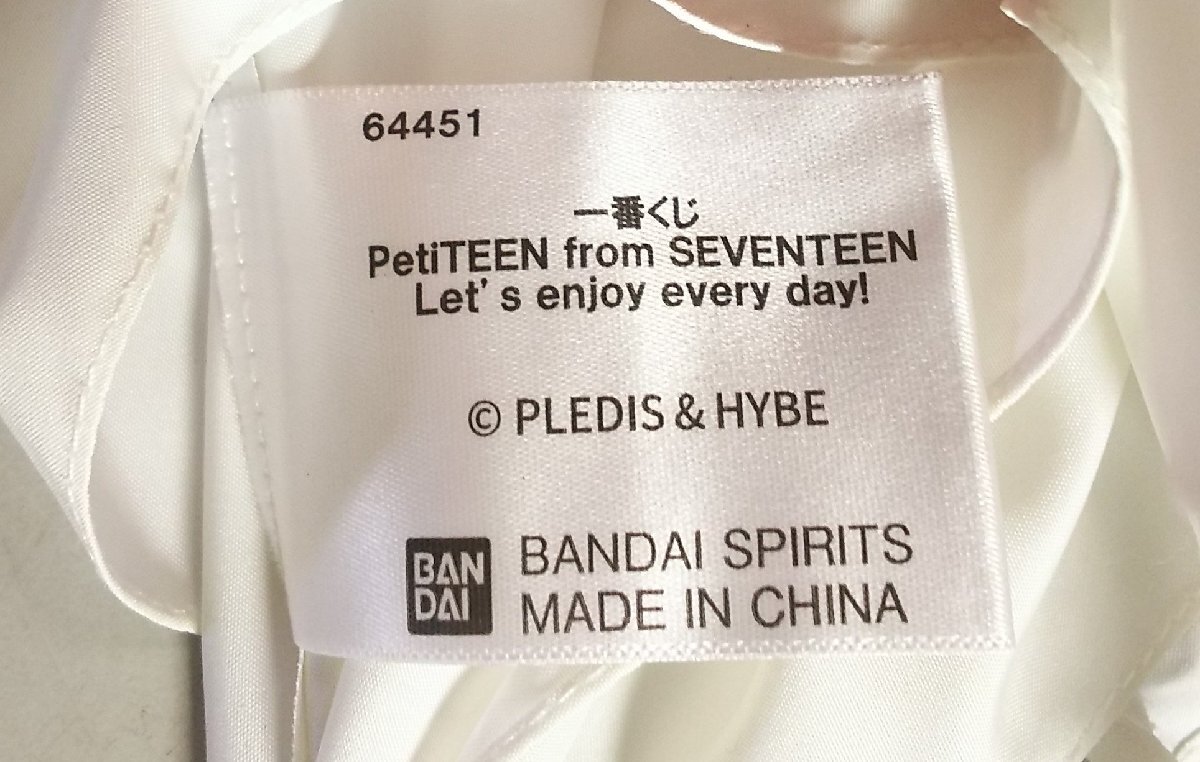 64451
一番くじ
PetiTEEN from SEVENTEEN
Let's enjoy every day!
© PLEDIS & HYBE
BAN
DAI
BANDAI SPIRITS
MADE IN CHINA